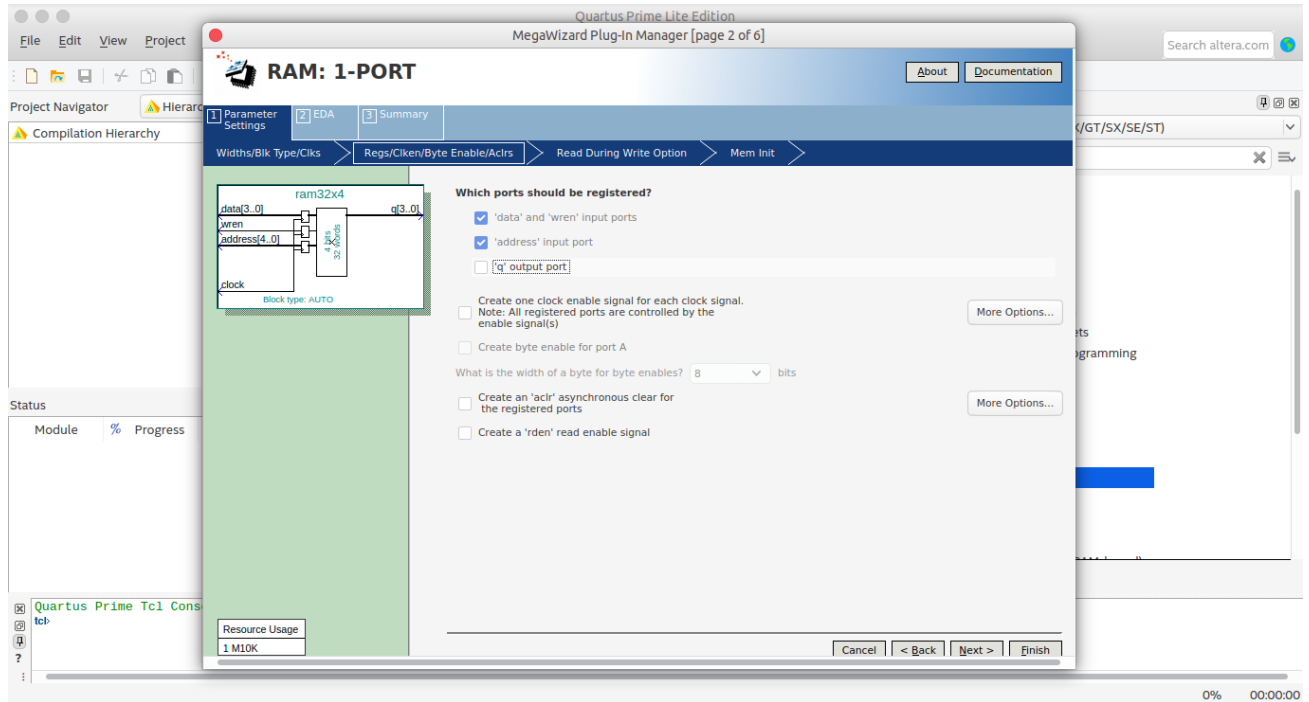 Quartus Prime Lite Edition
File Edit View Project
MegaWizard Plug-In Manager [page 2 of 6]
Search altera.com
RAM: 1-PORT
About
Documentation
Project Navigator
Hierarc
Compilation Hierarchy
1 Parameter Settings
2 EDA
3 Summary
X/GT/SX/SE/ST)
Widths/Blk Type/Clks
Regs/Clken/Byte Enable/Aclrs
Read During Write Option
Mem Init
ram32x4
data[3..0]
q[3..0]
wren
address[4..0]
4 bits
32 words
clock
Block type: AUTO
Which ports should be registered?
'data' and 'wren' input ports
'address' input port
'q' output port
Create one clock enable signal for each clock signal.
Note: All registered ports are controlled by the
enable signal(s)
More Options...
Create byte enable for port A
What is the width of a byte for byte enables? 8 bits
Create an 'aclr' asynchronous clear for
the registered ports
More Options...
Create a 'rden' read enable signal
ets
ogramming
Status
Module % Progress
Resource Usage
1 M10K
Cancel
< Back
Next >
Finish
Quartus Prime Tcl Cons
tcl>
0% 00:00:00